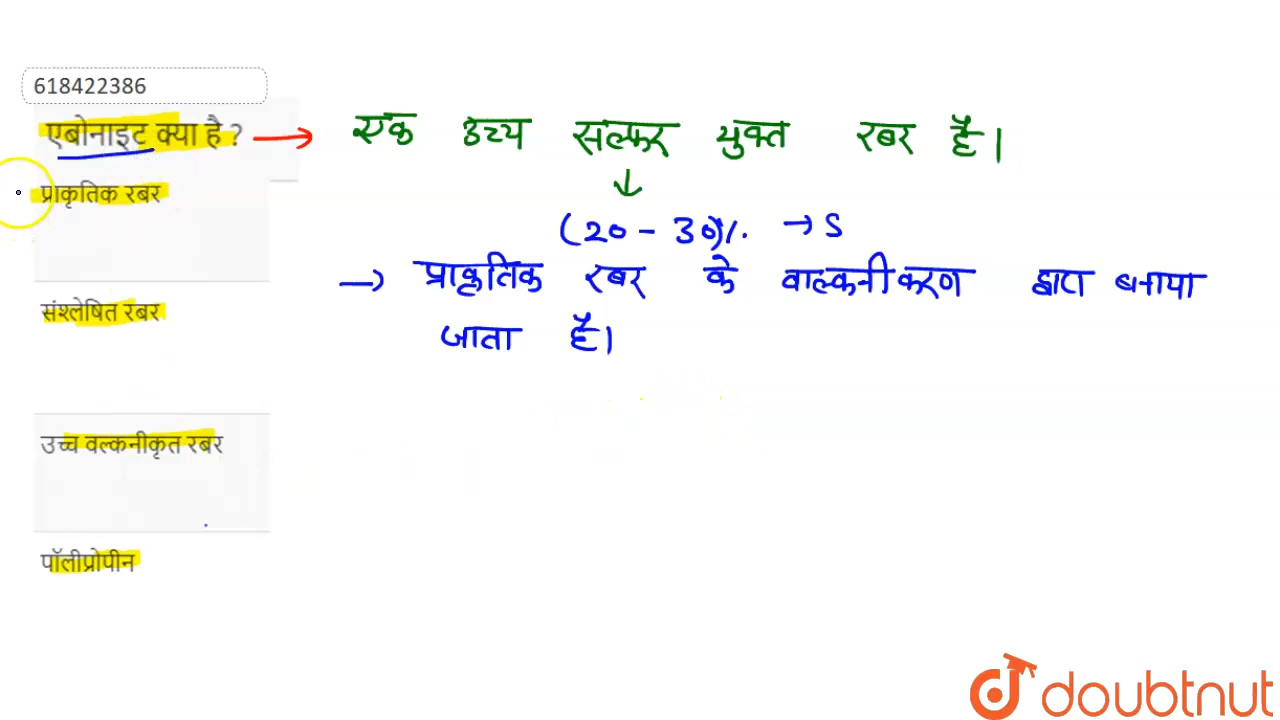 618422386
एबोनाइट क्या है ? → एक उच्य सल्फर युक्त रबर है।
↓
प्राकृतिक रबर
(20 - 30)% → S
→ प्राकृतिक रबर के वाल्कनीकरण द्वारा बनाया
संश्लेषित रबर
जाता है।
उच्च वल्कनीकृत रबर
पॉलीप्रोपीन
doubtnut